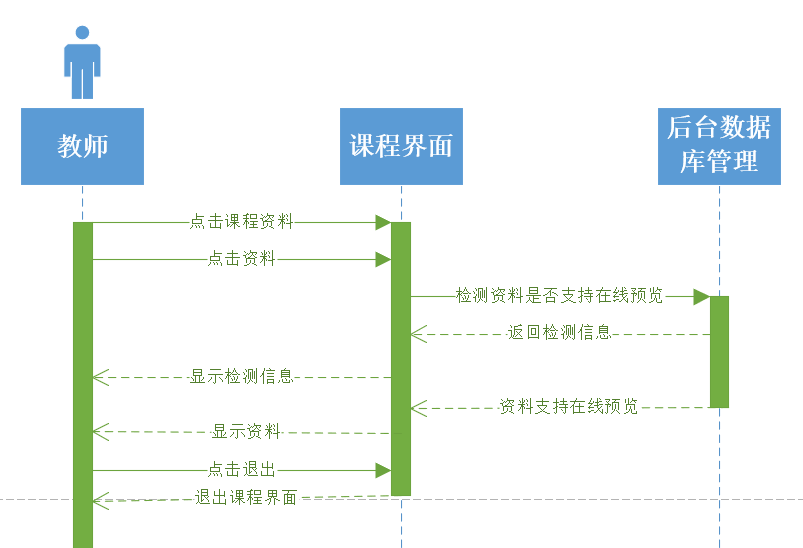 教师
课程界面
后台数据
库管理
点击课程资料
点击资料
检测资料是否支持在线预览
返回检测信息
显示检测信息
资料支持在线预览
显示资料
点击退出
退出课程界面